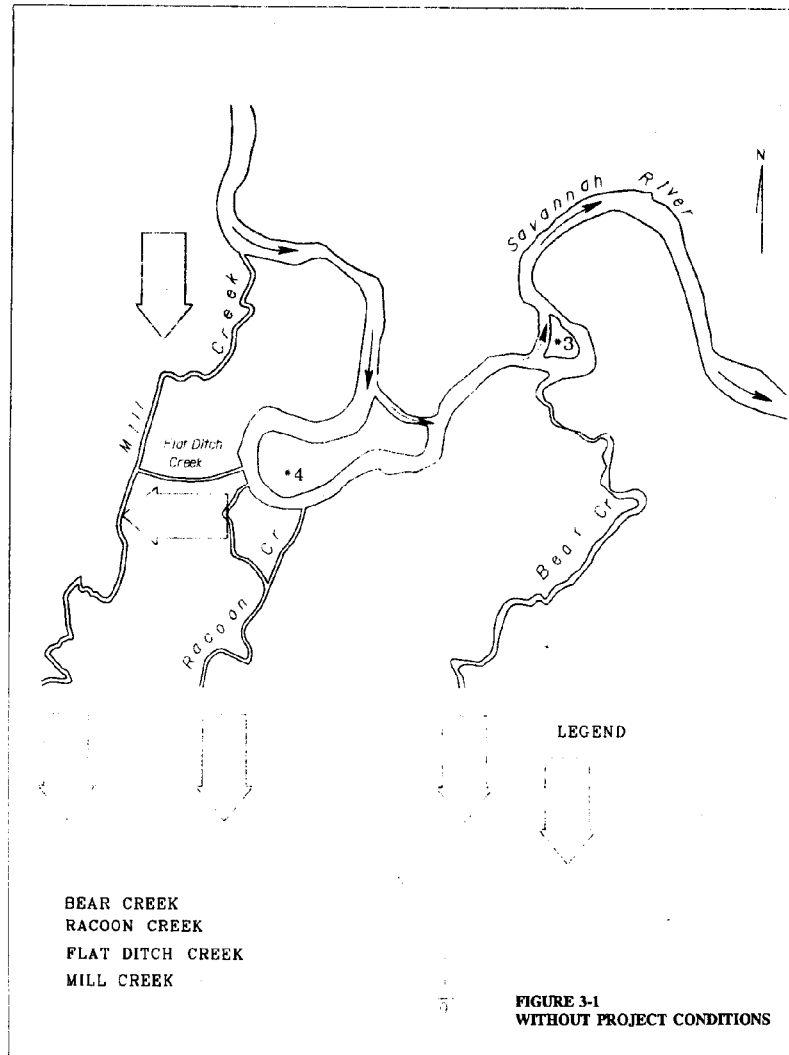 N
Savannah River
Mill Creek
*3
Flat Ditch
Creek
*4
Racoon Cr
Bear Cr
LEGEND
BEAR CREEK
RACOON CREEK
FLAT DITCH CREEK
MILL CREEK
FIGURE 3-1
WITHOUT PROJECT CONDITIONS